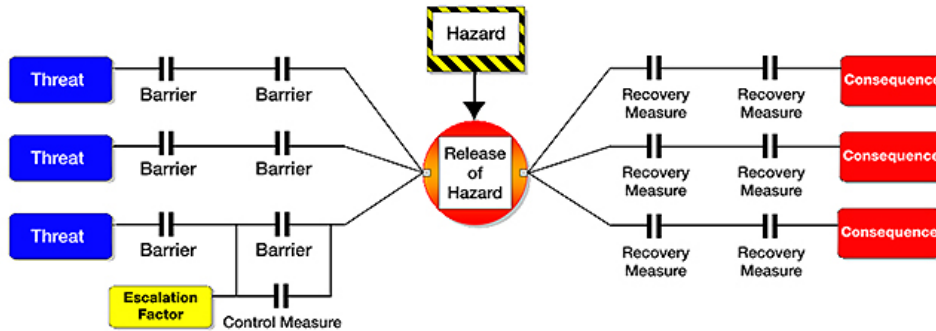 Hazard
Threat
Barrier
Barrier
Recovery
Measure
Recovery
Measure
Consequence
Threat
Barrier
Barrier
Release
of
Hazard
Recovery
Measure
Recovery
Measure
Consequence
Threat
Barrier
Barrier
Recovery
Measure
Recovery
Measure
Consequence
Escalation
Factor
Control Measure